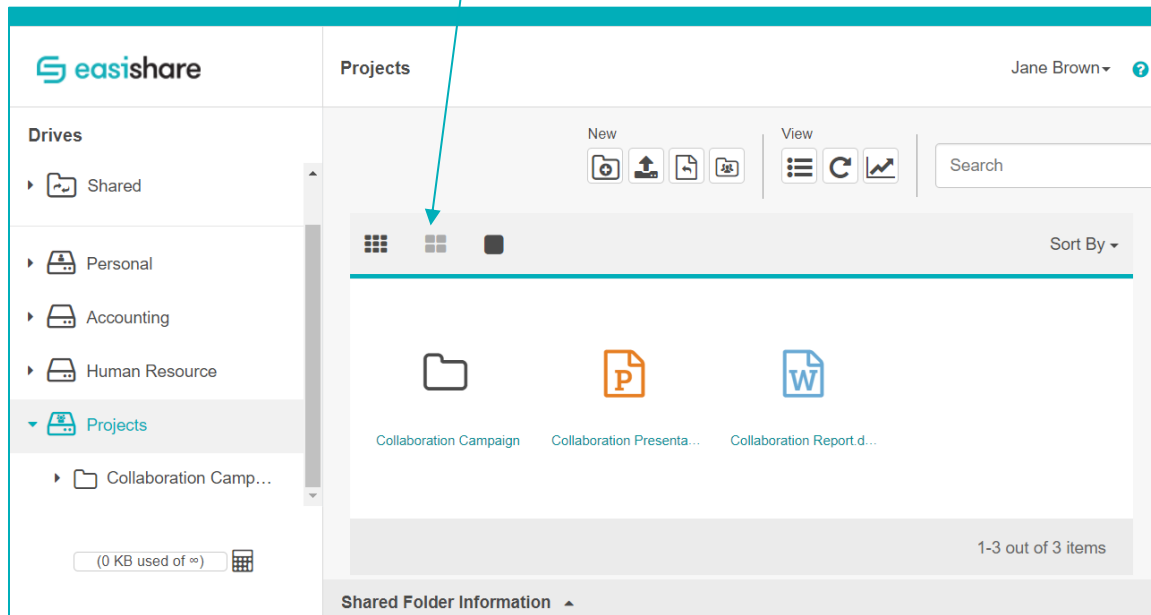 easishare
Projects
Jane Brown
?
Drives
Shared
Personal
Accounting
Human Resource
Projects
Collaboration Camp...
(0 KB used of ∞)
New
View
Search
Sort By
P
W
Collaboration Campaign
Collaboration Presenta...
Collaboration Report.d...
1-3 out of 3 items
Shared Folder Information